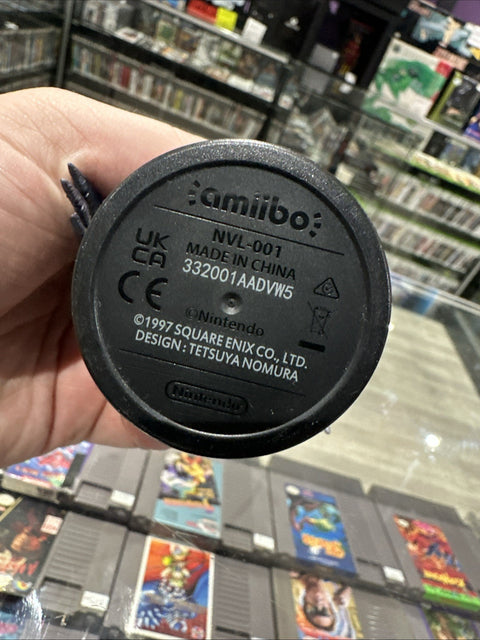 amiibo
NVL-001
MADE IN CHINA
332001AADVW5
UK
CA
CE
©Nintendo
©1997 SQUARE ENIX CO., LTD.
DESIGN : TETSUYA NOMURA
Nintendo